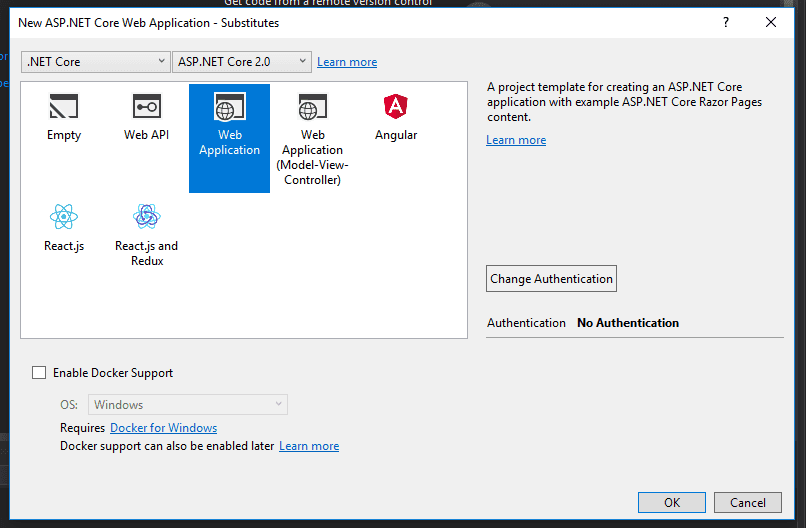 Get code from a remote version control
New ASP.NET Core Web Application - Substitutes
?
.NET Core
ASP.NET Core 2.0
Learn more
Empty
Web API
Web
Application
Web
Application
(Model-View-
Controller)
Angular
React.js
React.js and
Redux
A project template for creating an ASP.NET Core
application with example ASP.NET Core Razor Pages
content.
Learn more
Change Authentication
Authentication No Authentication
Enable Docker Support
OS: Windows
Requires Docker for Windows
Docker support can also be enabled later Learn more
OK
Cancel